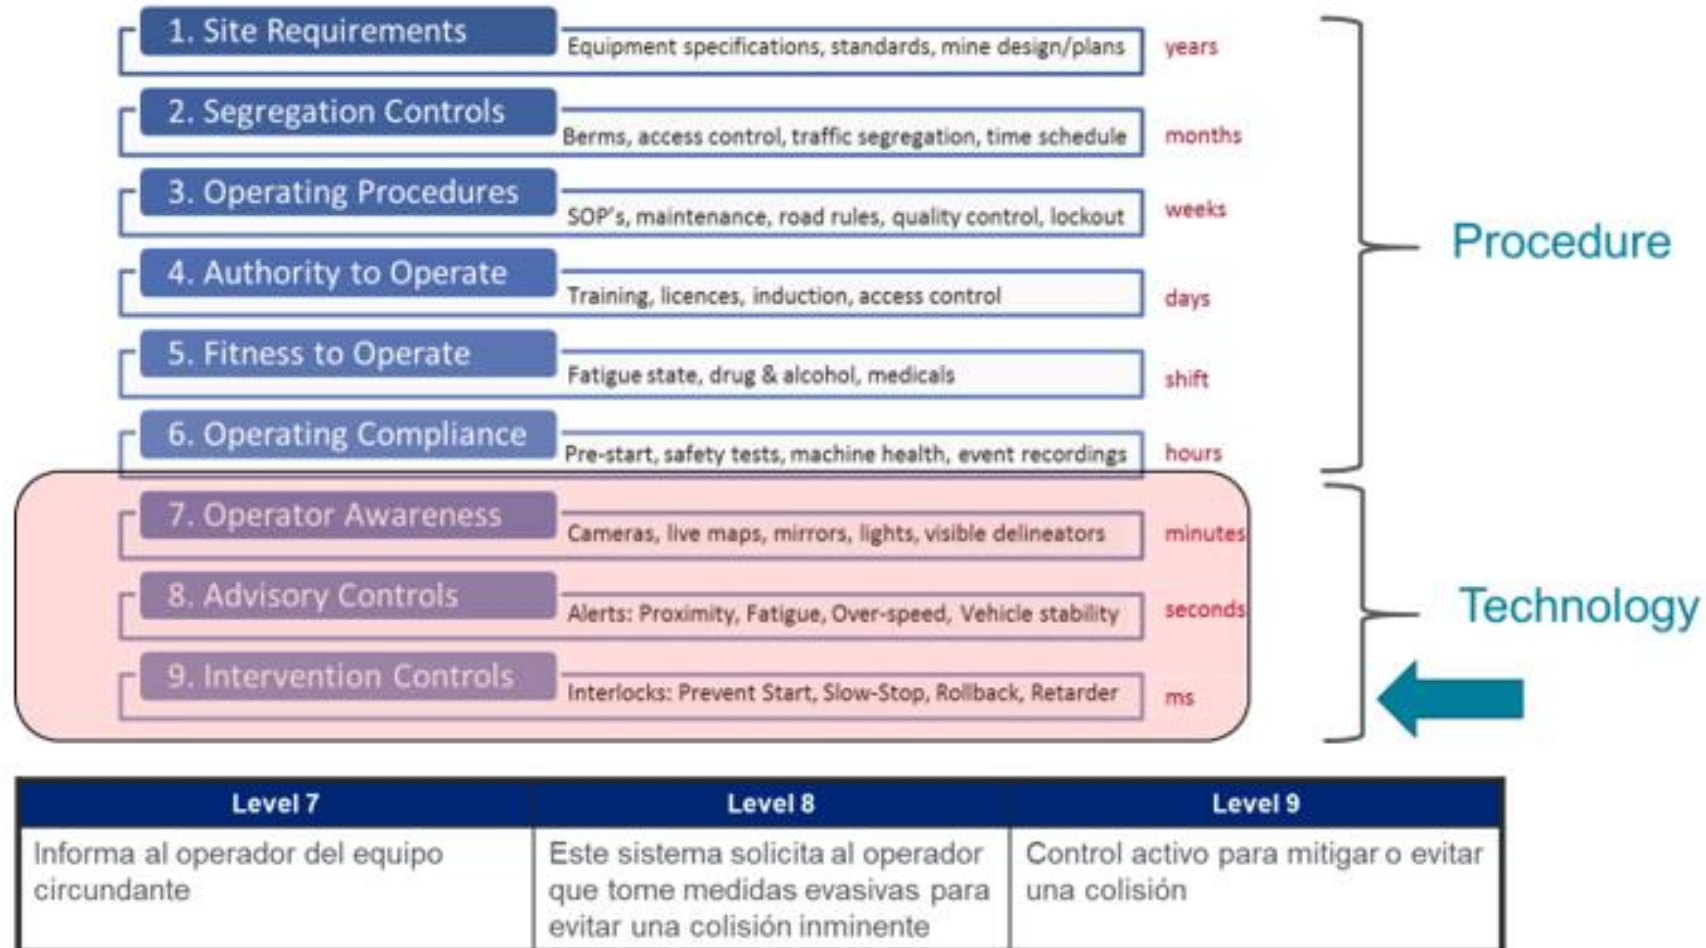 1. Site Requirements
Equipment specifications, standards, mine design/plans
years
2. Segregation Controls
Berms, access control, traffic segregation, time schedule
months
3. Operating Procedures
SOP's, maintenance, road rules, quality control, lockout
weeks
4. Authority to Operate
Training, licences, induction, access control
days
5. Fitness to Operate
Fatigue state, drug & alcohol, medicals
shift
6. Operating Compliance
Pre-start, safety tests, machine health, event recordings
hours
Procedure
7. Operator Awareness
Cameras, live maps, mirrors, lights, visible delineators
minutes
8. Advisory Controls
Alerts: Proximity, Fatigue, Over-speed, Vehicle stability
seconds
9. Intervention Controls
Interlocks: Prevent Start, Slow-Stop, Rollback, Retarder
ms
Technology
Level 7
Level 8
Level 9
Informa al operador del equipo
circundante
Este sistema solicita al operador
que tome medidas evasivas para
evitar una colisión inminente
Control activo para mitigar o evitar
una colisión